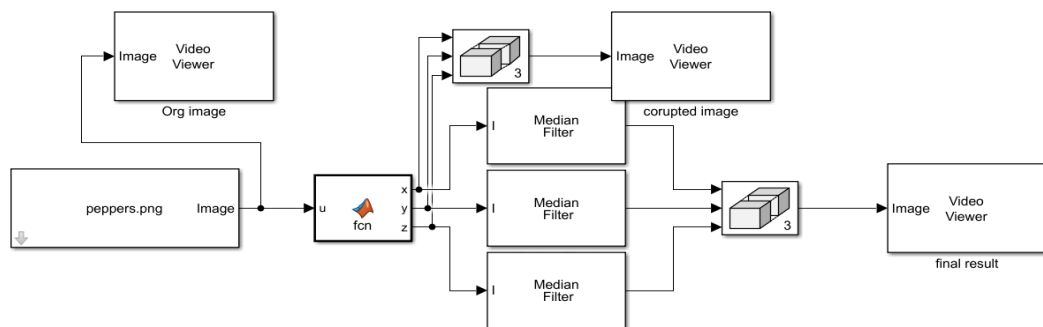 Image
Video
Viewer
Org image
3
Image
Video
Viewer
corupted image
I
Median
Filter
peppers.png
Image
u
fcn
x
y
z
I
Median
Filter
3
Image
Video
Viewer
final result
I
Median
Filter